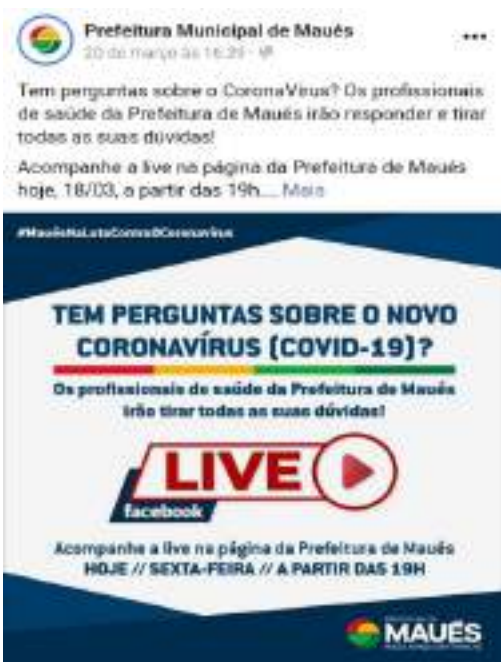 Prefeitura Municipal de Maués
20 de março às 16:39
Tem perguntas sobre o CoronaVírus? Os profissionais
de saúde da Prefeitura de Maués irão responder e tirar
todas as suas dúvidas!
Acompanhe a live na página da Prefeitura de Maués
hoje, 18/03, a partir das 19h.... Mais
#MauésNaLutaContraOCoronavírus
TEM PERGUNTAS SOBRE O NOVO
CORONAVÍRUS (COVID-19)?
Os profissionais de saúde da Prefeitura de Maués
irão tirar todas as suas dúvidas!
LIVE
facebook
Acompanhe a live na página da Prefeitura de Maués
HOJE // SEXTA-FEIRA // A PARTIR DAS 19H
MAUÉS